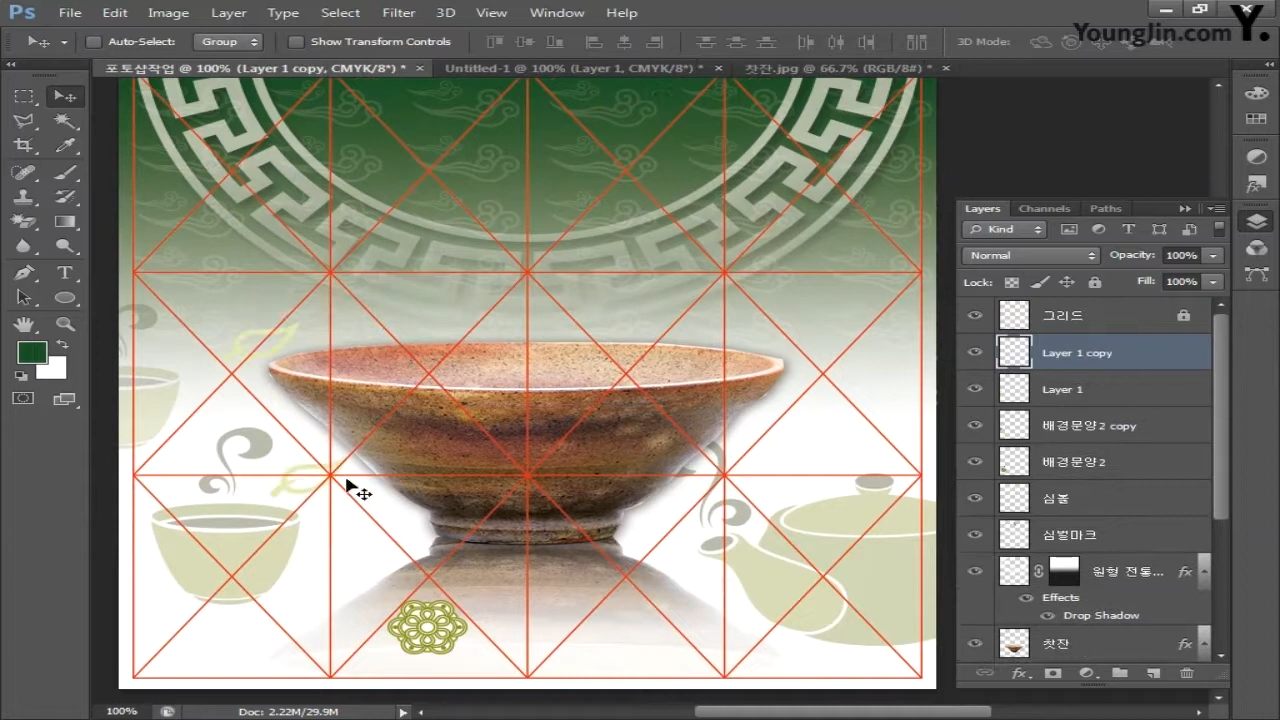 Ps File Edit Image Layer Type Select Filter 3D View Window Help
YoungJin.com Y.
Auto-Select: Group Show Transform Controls 3D Mode:
포토샵작업 @ 100% (Layer 1 copy, CMYK/8*) * × Untitled-1 @ 100% (Layer 1, CMYK/8*) * × 찻잔.jpg @ 66.7% (RGB/8#) * ×
Layers Channels Paths
Kind
Normal Opacity: 100%
Lock: Fill: 100%
그리드
Layer 1 copy
Layer 1
배경문양2 copy
배경문양2
심볼
심벌마크
원형 전통...
fx
Effects
Drop Shadow
찻잔
fx
100% Doc: 2.22M/29.9M